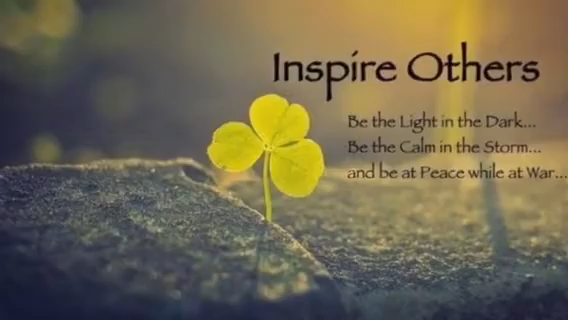 Inspire Others
Be the Light in the Dark...
Be the Calm in the Storm...
and be at Peace while at War...